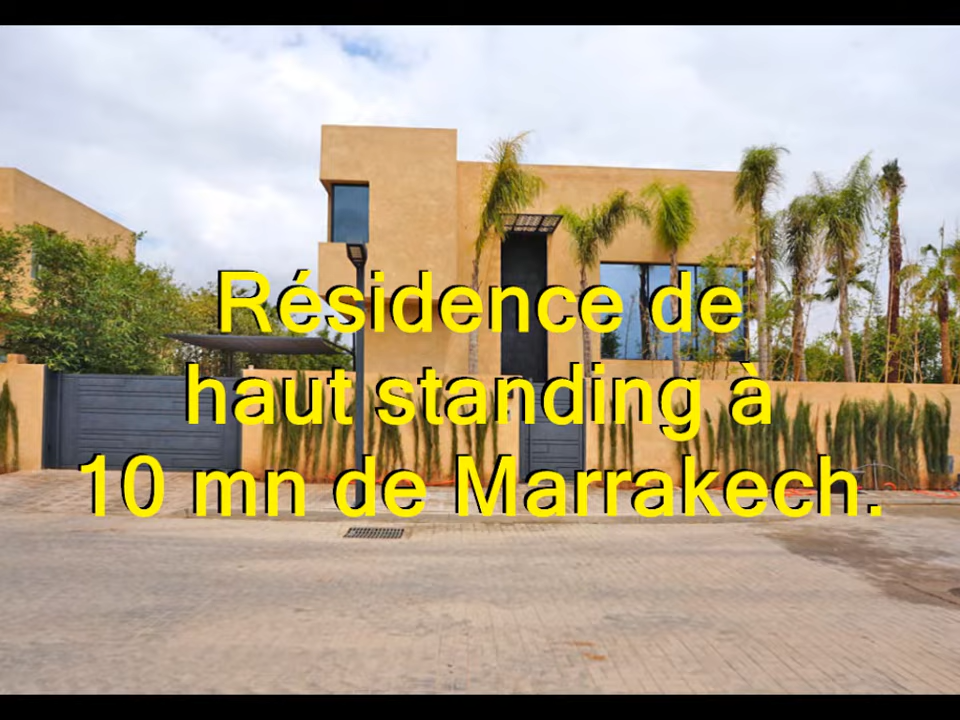 Résidence de
haut standing à
10 mn de Marrakech.